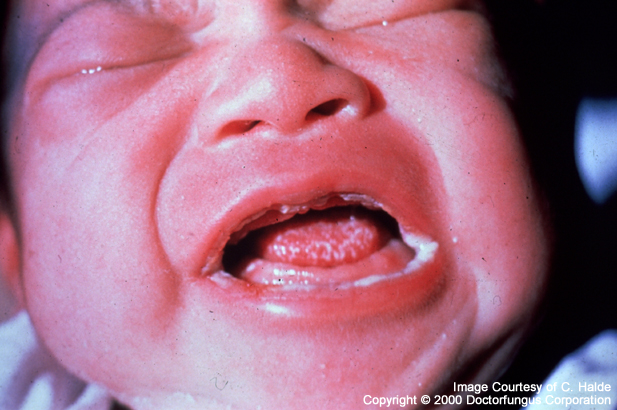 Image Courtesy of C. Halde
Copyright © 2000 Doctorfungus Corporation